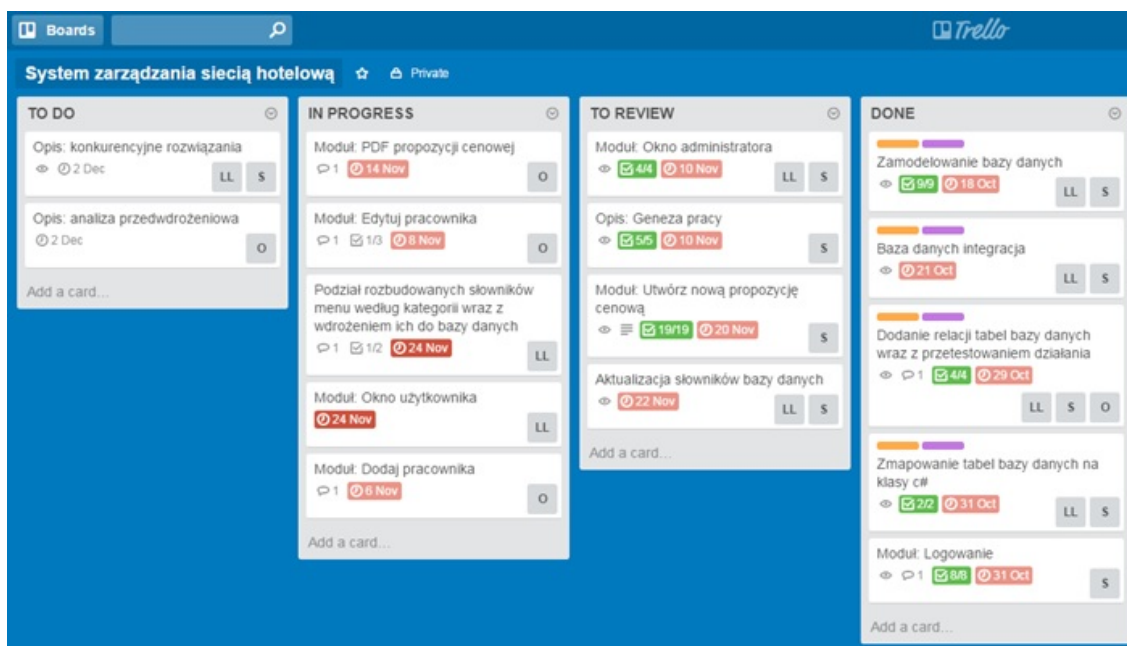 Boards
Trello
System zarządzania siecią hotelową
Private
TO DO
Opis: konkurencyjne rozwiązania
2 Dec
LL S
Opis: analiza przedwdrożeniowa
2 Dec
O
Add a card...
IN PROGRESS
Moduł: PDF propozycji cenowej
1 14 Nov
O
Moduł: Edytuj pracownika
1 1/3 8 Nov
O
Podział rozbudowanych słowników
menu według kategorii wraz z
wdrożeniem ich do bazy danych
1 1/2 24 Nov
LL
Moduł: Okno użytkownika
24 Nov
LL
Moduł: Dodaj pracownika
1 6 Nov
O
Add a card...
TO REVIEW
Moduł: Okno administratora
4/4 10 Nov
LL S
Opis: Geneza pracy
5/5 10 Nov
S
Moduł: Utwórz nową propozycję
cenową
19/19 20 Nov
S
Aktualizacja słowników bazy danych
22 Nov
LL S
Add a card...
DONE
Zamodelowanie bazy danych
9/9 18 Oct
LL S
Baza danych integracja
21 Oct
LL S
Dodanie relacji tabel bazy danych
wraz z przetestowaniem działania
1 4/4 29 Oct
LL S O
Zmapowanie tabel bazy danych na
klasy c#
2/2 31 Oct
LL S
Moduł: Logowanie
1 8/8 31 Oct
S
Add a card...